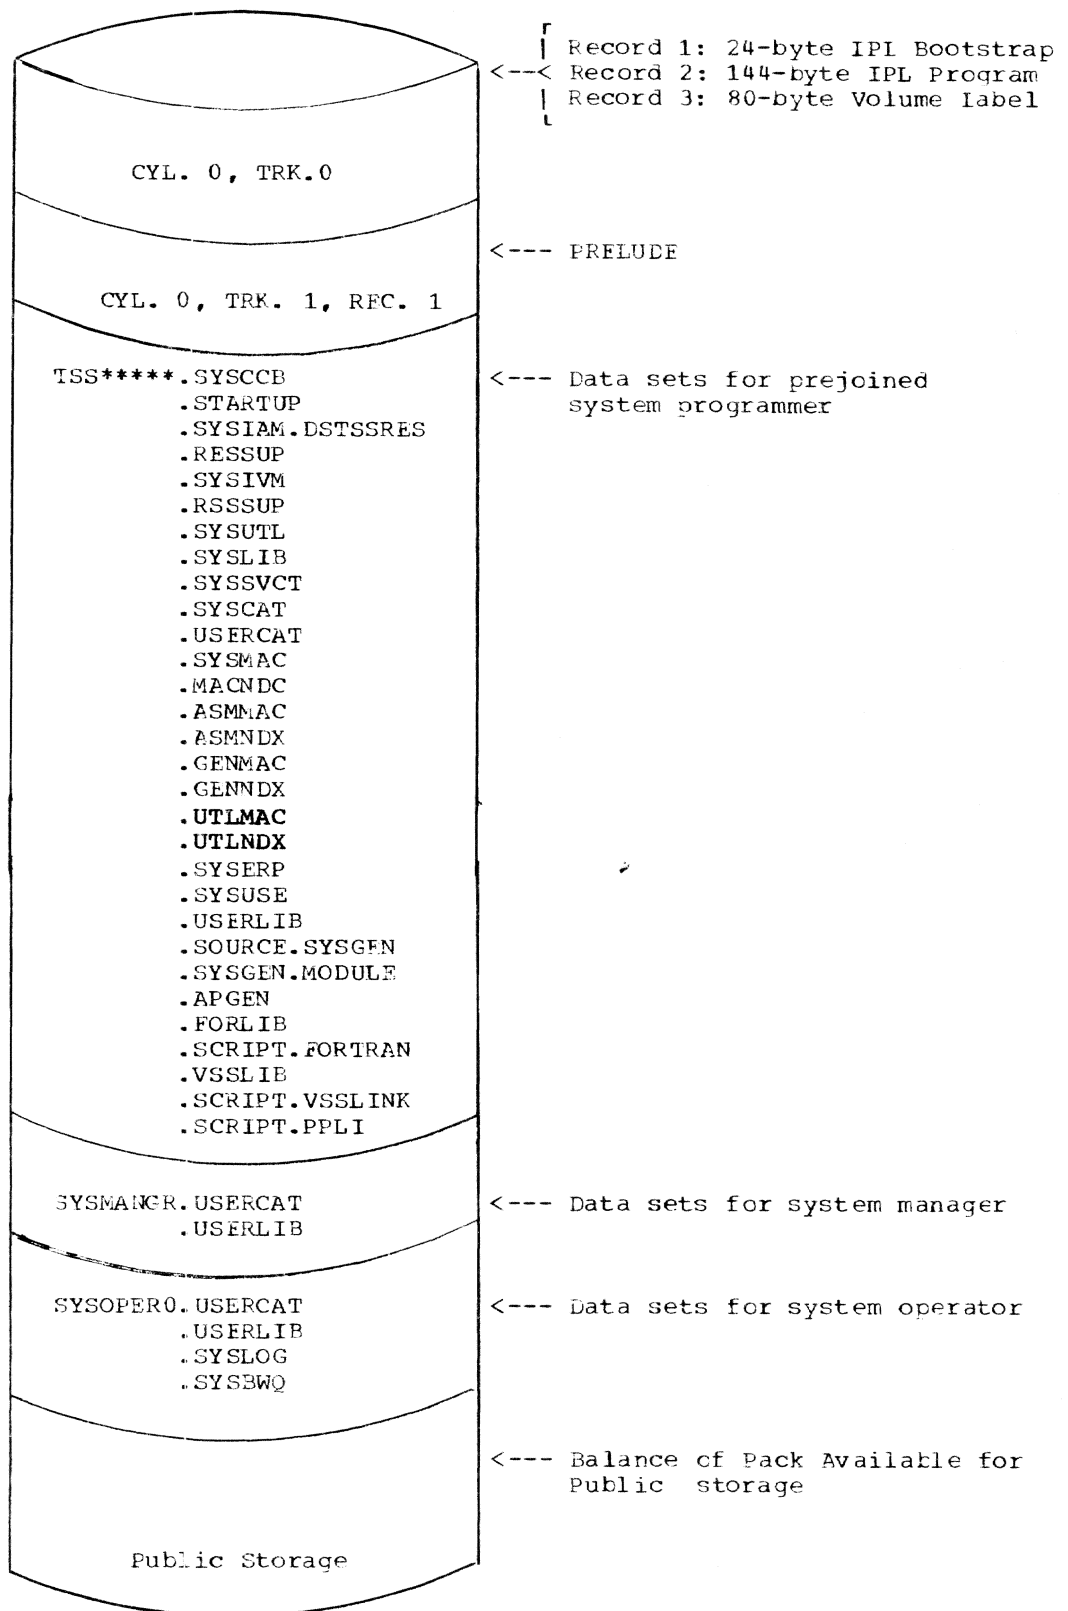 Record 1: 24-byte IPL Bootstrap
<--< Record 2: 144-byte IPL Program
Record 3: 80-byte Volume Label
CYL. 0, TRK.0
<--- PRELUDE
CYL. 0, TRK. 1, REC. 1
TSS*****.SYSCCB <--- Data sets for prejoined
.STARTUP system programmer
.SYSIAM.DSTSSRES
.RESSUP
.SYSIVM
.RSSSUP
.SYSUTL
.SYSLIB
.SYSSVCT
.SYSCAT
.USERCAT
.SYSMAC
.MACNDC
.ASMMAC
.ASMNDX
.GENMAC
.GENNDX
.UTLMAC
.UTLNDX
.SYSERP
.SYSUSE
.USERLIB
.SOURCE.SYSGEN
.SYSGEN.MODULE
.APGEN
.FORLIB
.SCRIPT.FORTRAN
.VSSLIB
.SCRIPT.VSSLINK
.SCRIPT.PPLI
SYSMANGR.USERCAT <--- Data sets for system manager
.USERLIB
SYSOPER0.USERCAT <--- Data sets for system operator
.USERLIB
.SYSLOG
.SYSBWQ
<--- Balance of Pack Available for
Public storage
Public Storage